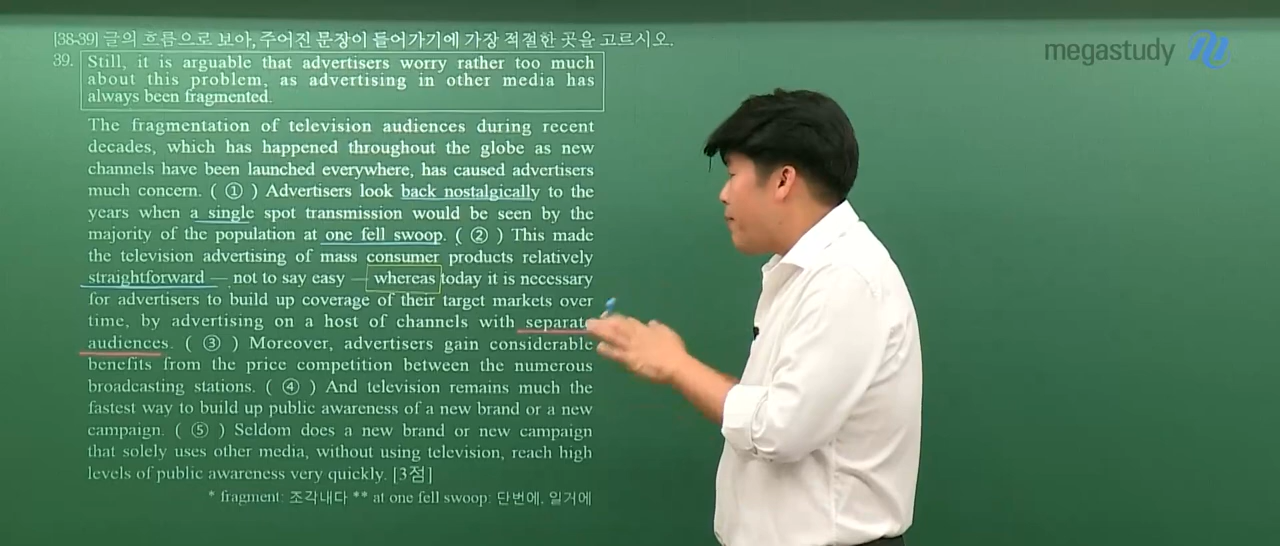 [38-39] 글의 흐름으로 보아, 주어진 문장이 들어가기에 가장 적절한 곳을 고르시오.
megastudy
39. Still, it is arguable that advertisers worry rather too much
about this problem, as advertising in other media has
always been fragmented.
The fragmentation of television audiences during recent
decades, which has happened throughout the globe as new
channels have been launched everywhere, has caused advertisers
much concern. ( ① ) Advertisers look back nostalgically to the
years when a single spot transmission would be seen by the
majority of the population at one fell swoop. ( ② ) This made
the television advertising of mass consumer products relatively
straightforward — not to say easy — whereas today it is necessary
for advertisers to build up coverage of their target markets over
time, by advertising on a host of channels with separate
audiences. ( ③ ) Moreover, advertisers gain considerable
benefits from the price competition between the numerous
broadcasting stations. ( ④ ) And television remains much the
fastest way to build up public awareness of a new brand or a new
campaign. ( ⑤ ) Seldom does a new brand or new campaign
that solely uses other media, without using television, reach high
levels of public awareness very quickly. [3점]
* fragment: 조각내다 ** at one fell swoop: 단번에, 일거에